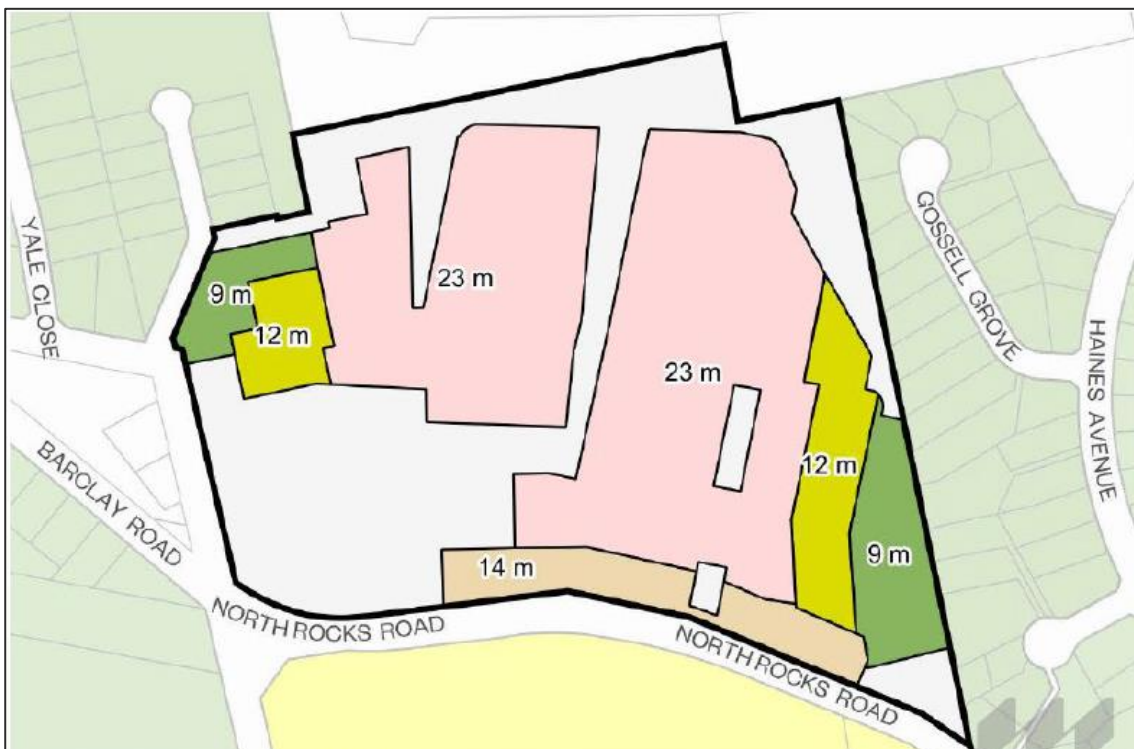 YALE CLOSE
9 m
12 m
23 m
23 m
12 m
9 m
14 m
BARCLAY ROAD
NORTH ROCKS ROAD
NORTH ROCKS ROAD
GOSSELL GROVE
HAINES AVENUE